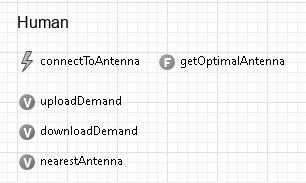 Human
connectToAntenna F getOptimalAntenna
V uploadDemand
V downloadDemand
V nearestAntenna